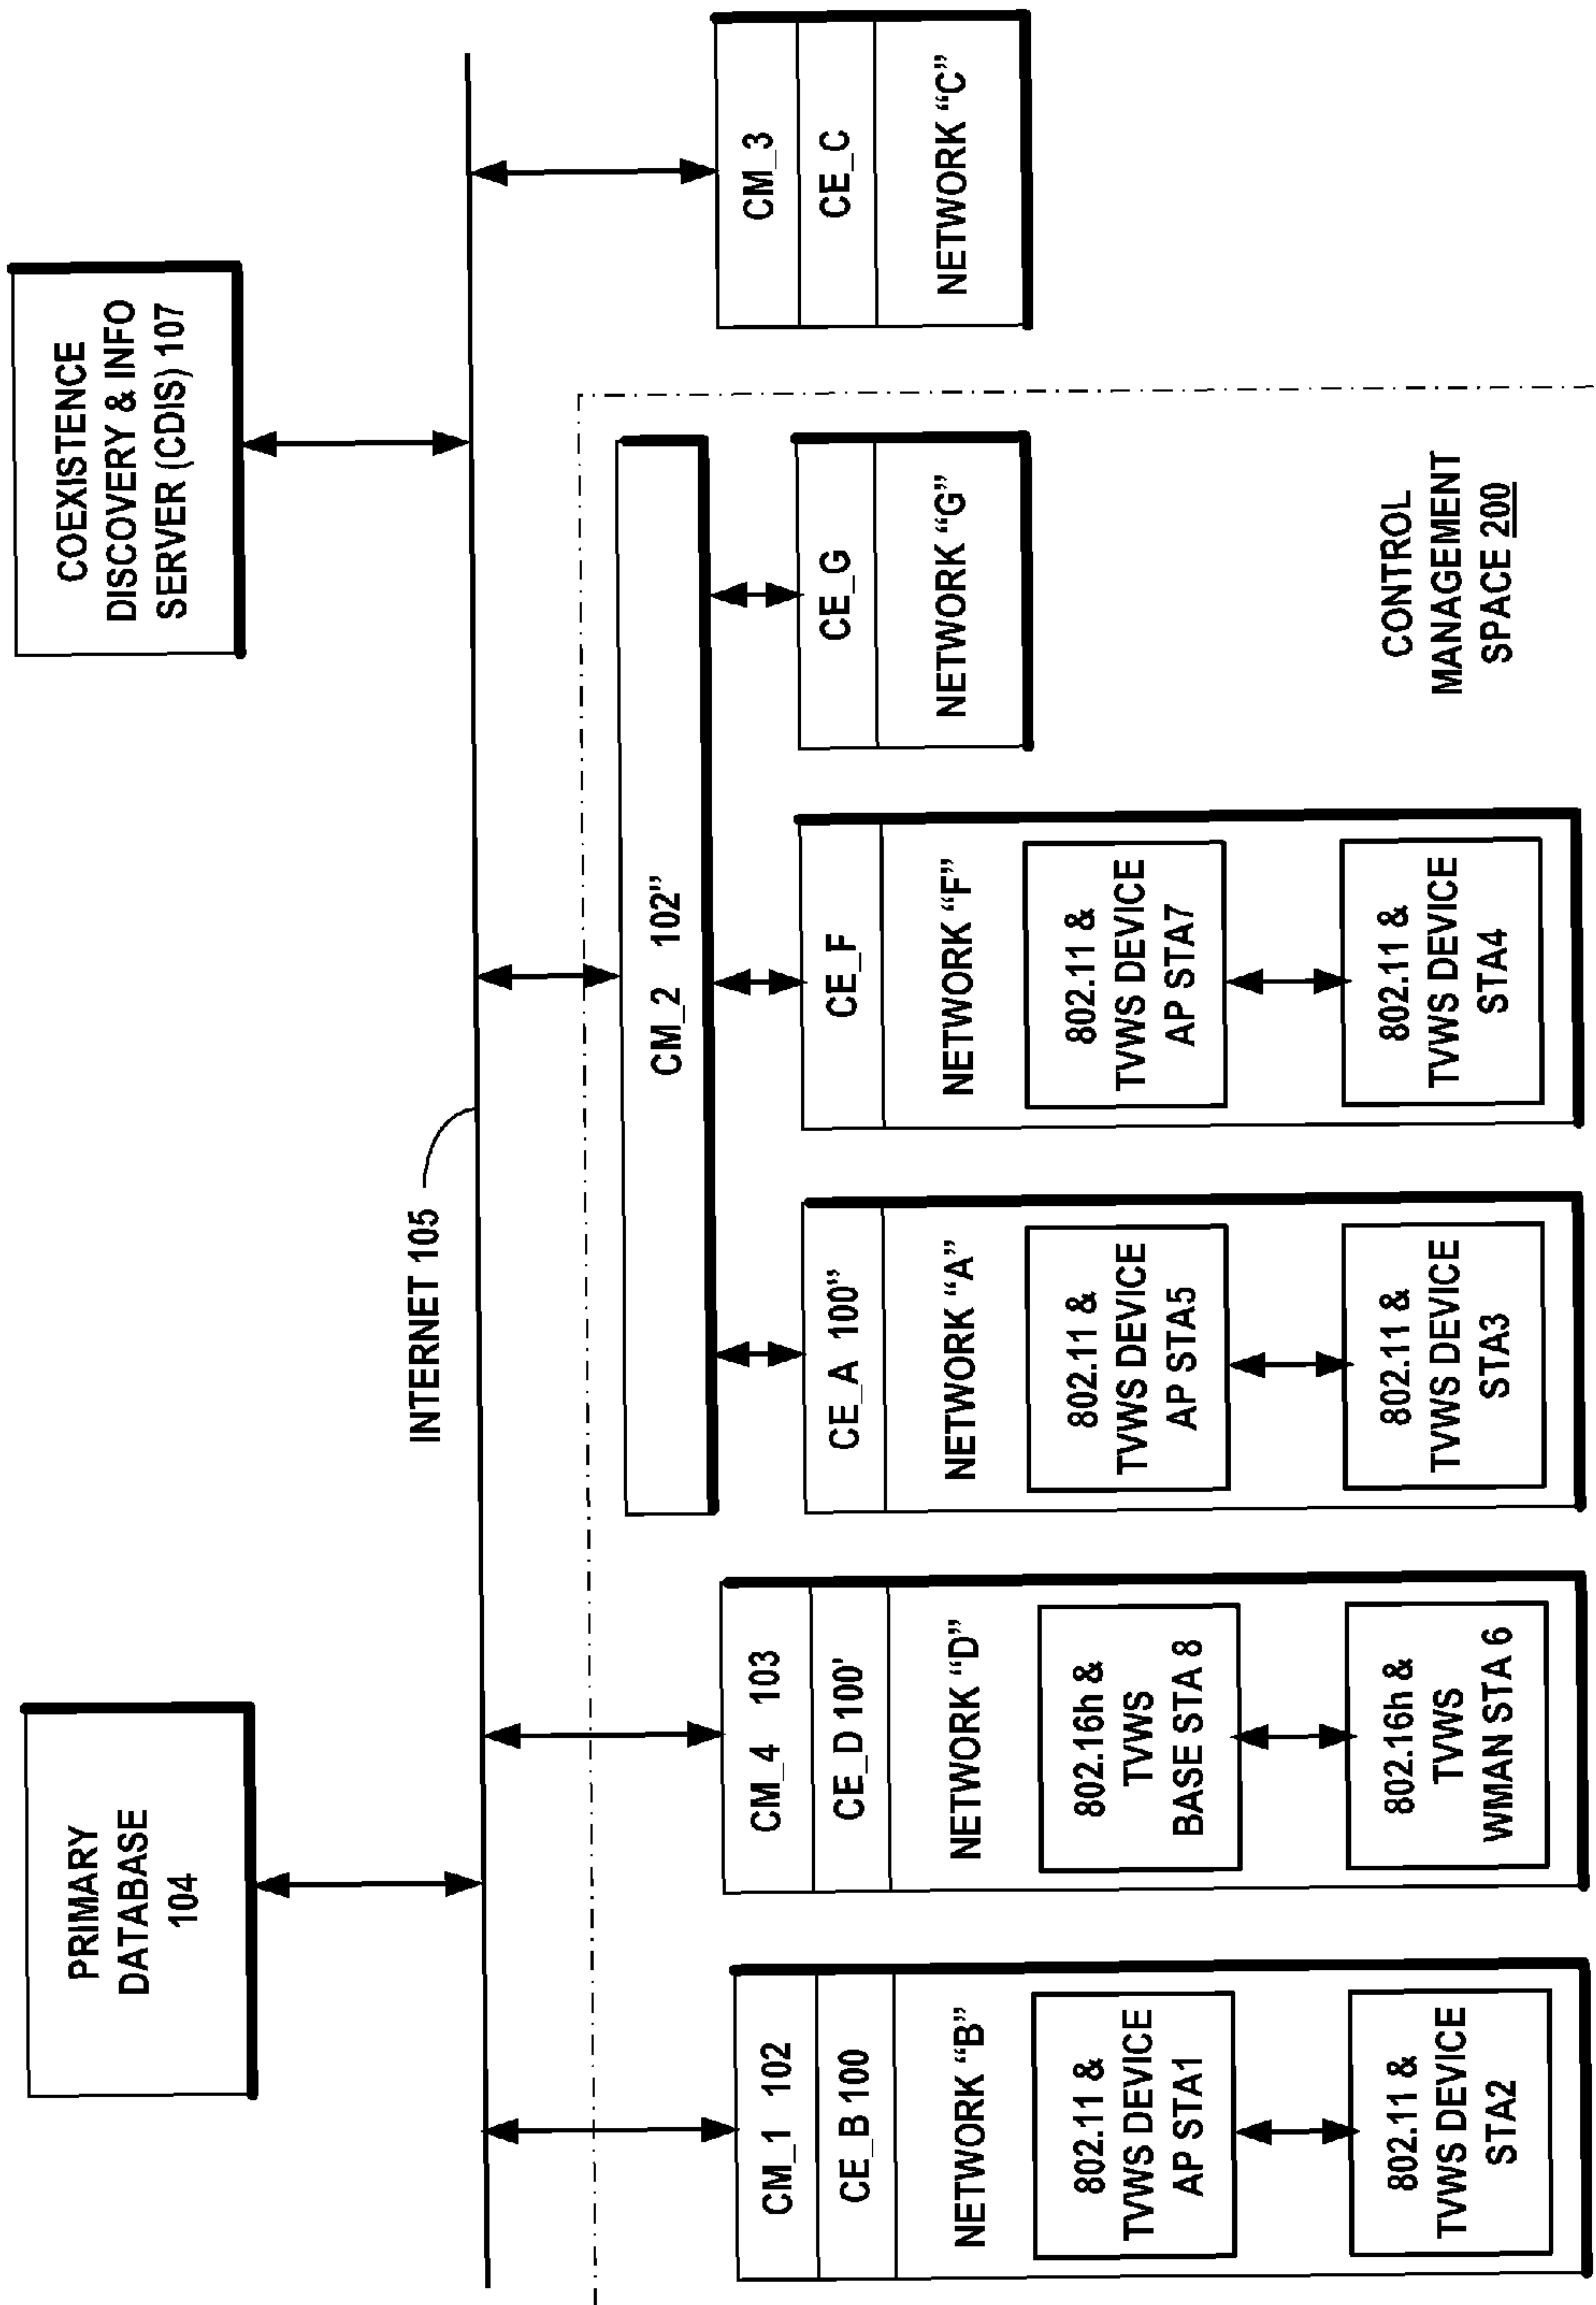 PRIMARY
DATABASE
104
COEXISTENCE
DISCOVERY & INFO
SERVER (CDIS) 107
INTERNET 105
CM_1 102
CE_B 100
NETWORK “B”
802.11 &
TVWS DEVICE
AP STA1
802.11 &
TVWS DEVICE
STA2
CM_4 103
CE_D 100'
NETWORK “D”
802.16h &
TVWS
BASE STA 8
802.16h &
TVWS
WMAN STA 6
CM_2 102”
CE_A 100”
NETWORK “A”
802.11 &
TVWS DEVICE
AP STA5
802.11 &
TVWS DEVICE
STA3
CE_F
NETWORK “F”
802.11 &
TVWS DEVICE
AP STA7
802.11 &
TVWS DEVICE
STA4
CE_G
NETWORK “G”
CONTROL
MANAGEMENT
SPACE 200
CM_3
CE_C
NETWORK “C”